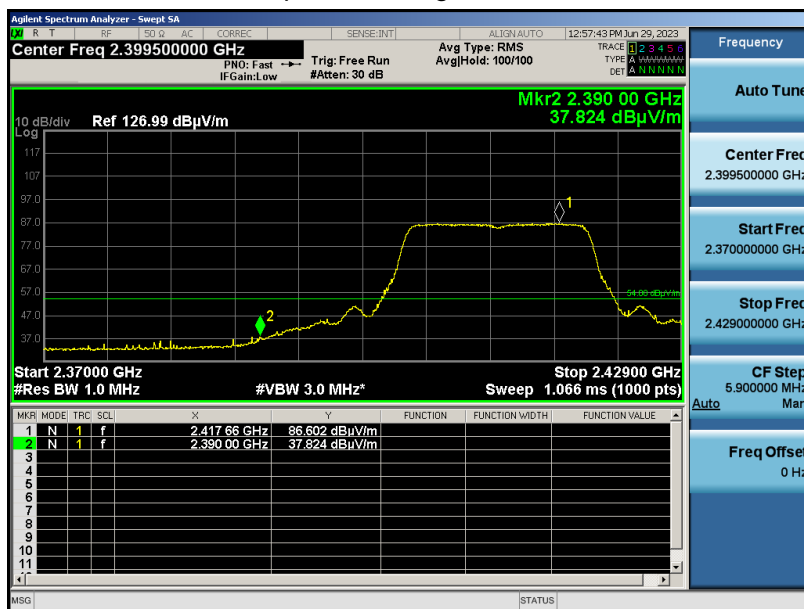 Agilent Spectrum Analyzer - Swept SA
LXI R T RF 50 Ω AC CORREC SENSE:INT ALIGN AUTO 12:57:43 PM Jun 29, 2023
Center Freq 2.399500000 GHz
PNO: Fast
IFGain:Low
Trig: Free Run
#Atten: 30 dB
Avg Type: RMS
Avg|Hold: 100/100
TRACE 1 2 3 4 5 6
TYPE A WWWWW
DET A N N N N N
Mkr2 2.390 00 GHz
37.824 dBµV/m
10 dB/div Ref 126.99 dBµV/m
Log
117
107
97.0
87.0
77.0
67.0
57.0
47.0
37.0
1
2
54.00 dBµV/m
Start 2.37000 GHz Stop 2.42900 GHz
#Res BW 1.0 MHz #VBW 3.0 MHz* Sweep 1.066 ms (1000 pts)
MKR MODE TRC SCL X Y FUNCTION FUNCTION WIDTH FUNCTION VALUE
1 N 1 f 2.417 66 GHz 86.602 dBµV/m
2 N 1 f 2.390 00 GHz 37.824 dBµV/m
3
4
5
6
7
8
9
10
11
MSG STATUS
Frequency
Auto Tune
Center Freq
2.399500000 GHz
Start Freq
2.370000000 GHz
Stop Freq
2.429000000 GHz
CF Step
5.900000 MHz
Auto Man
Freq Offset
0 Hz